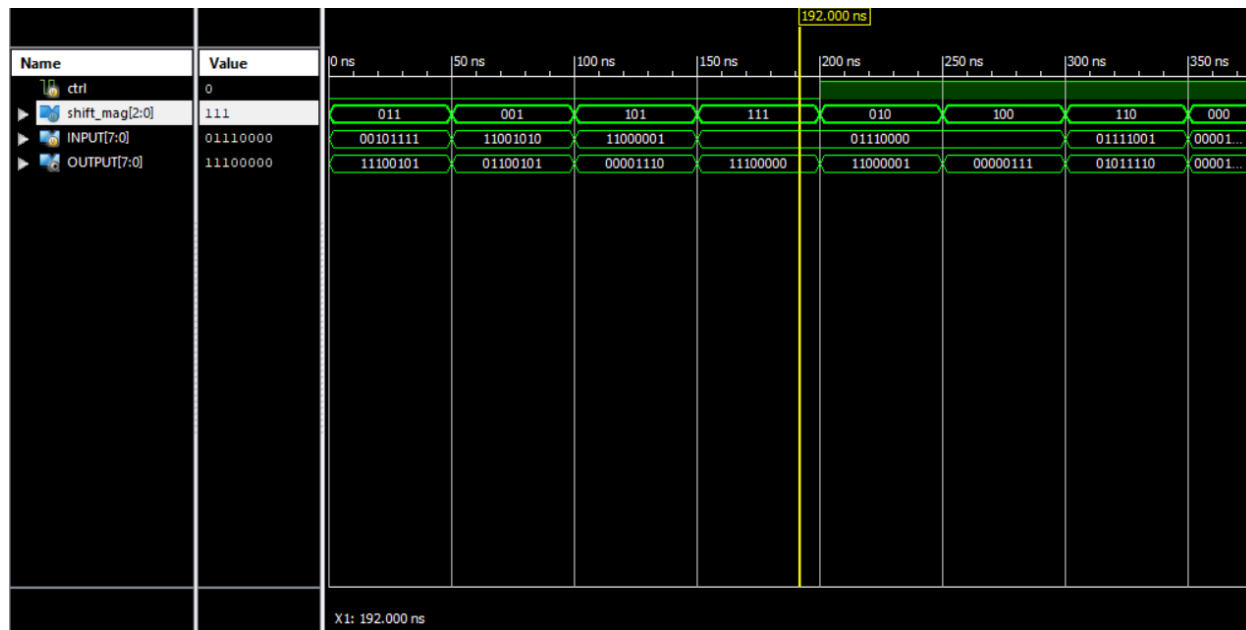 192.000 ns
Name Value 0 ns 50 ns 100 ns 150 ns 200 ns 250 ns 300 ns 350 ns
ctrl 0
shift_mag[2:0] 111 011 001 101 111 010 100 110 000
INPUT[7:0] 01110000 00101111 11001010 11000001 01110000 01111001 00001...
OUTPUT[7:0] 11100000 11100101 01100101 00001110 11100000 11000001 00000111 01011110 00001...
X1: 192.000 ns